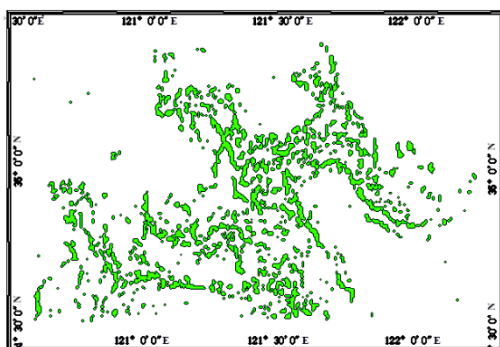 30' 0" E 121° 0' 0" E 121° 30' 0" E 122° 0' 0" E
35° 0' 0" N 35° 0' 0" N
4° 30' 0" N 30' 0" N
121° 0' 0" E 121° 30' 0" E 122° 0' 0" E